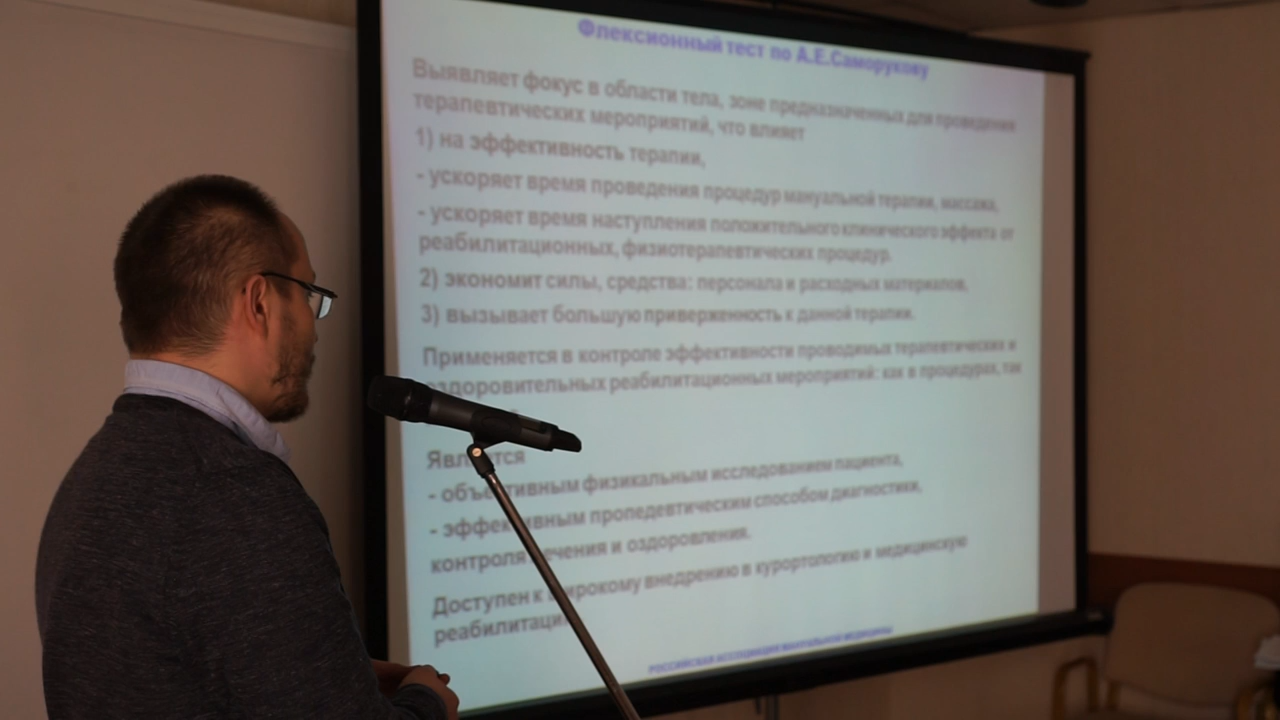 Флексионный тест по А.Е.Саморукову
Выявляет фокус в области тела, зоне предназначенных для проведения
терапевтических мероприятий, что влияет
1) на эффективность терапии,
- ускоряет время проведения процедур мануальной терапии, массажа,
- ускоряет время наступления положительного клинического эффекта от
реабилитационных, физиотерапевтических процедур.
2) экономит силы, средства: персонала и расходных материалов,
3) вызывает большую приверженность к данной терапии.
Применяется в контроле эффективности проводимых терапевтических и
оздоровительных реабилитационных мероприятий: как в процедурах, так
Является
- объективным физикальным исследованием пациента,
- эффективным пропедевтическим способом диагностики,
контроля лечения и оздоровления.
Доступен к широкому внедрению в курортологию и медицинскую
реабилитацию
РОССИЙСКАЯ АССОЦИАЦИЯ МАНУАЛЬНОЙ МЕДИЦИНЫ